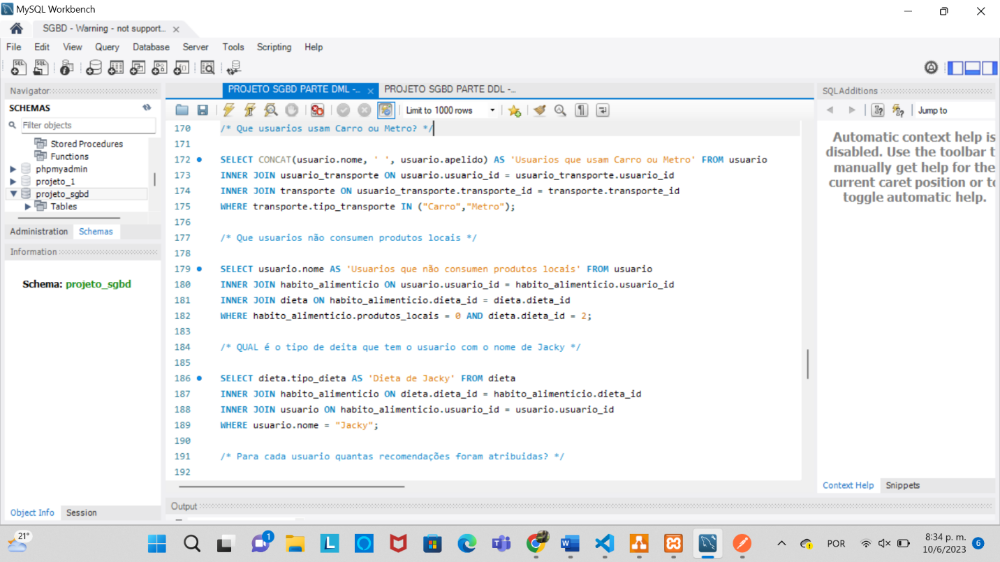 MySQL Workbench
SGBD - Warning - not support...
File Edit View Query Database Server Tools Scripting Help
Navigator
SCHEMAS
Filter objects
Stored Procedures
Functions
phpmyadmin
projeto_1
projeto_sgbd
Tables
Administration Schemas
Information
Schema: projeto_sgbd
Object Info Session
PROJETO SGBD PARTE DML -... PROJETO SGBD PARTE DDL -...
Limit to 1000 rows
170 /* Que usuarios usam Carro ou Metro? */
171
172 SELECT CONCAT(usuario.nome, ' ', usuario.apelido) AS 'Usuarios que usam Carro ou Metro' FROM usuario
173 INNER JOIN usuario_transporte ON usuario.usuario_id = usuario_transporte.usuario_id
174 INNER JOIN transporte ON usuario_transporte.transporte_id = transporte.transporte_id
175 WHERE transporte.tipo_transporte IN ("Carro","Metro");
176
177 /* Que usuarios não consumen produtos locais */
178
179 SELECT usuario.nome AS 'Usuarios que não consumen produtos locais' FROM usuario
180 INNER JOIN habito_alimenticio ON usuario.usuario_id = habito_alimenticio.usuario_id
181 INNER JOIN dieta ON habito_alimenticio.dieta_id = dieta.dieta_id
182 WHERE habito_alimenticio.produtos_locais = 0 AND dieta.dieta_id = 2;
183
184 /* QUAL é o tipo de deita que tem o usuario com o nome de Jacky */
185
186 SELECT dieta.tipo_dieta AS 'Dieta de Jacky' FROM dieta
187 INNER JOIN habito_alimenticio ON dieta.dieta_id = habito_alimenticio.dieta_id
188 INNER JOIN usuario ON habito_alimenticio.usuario_id = usuario.usuario_id
189 WHERE usuario.nome = "Jacky";
190
191 /* Para cada usuario quantas recomendações foram atribuidas? */
192
Output
SQLAdditions
Jump to
Automatic context help is
disabled. Use the toolbar t
manually get help for the
current caret position or to
toggle automatic help.
Context Help Snippets
21°
1
POR
8:34 p. m.
10/6/2023
6